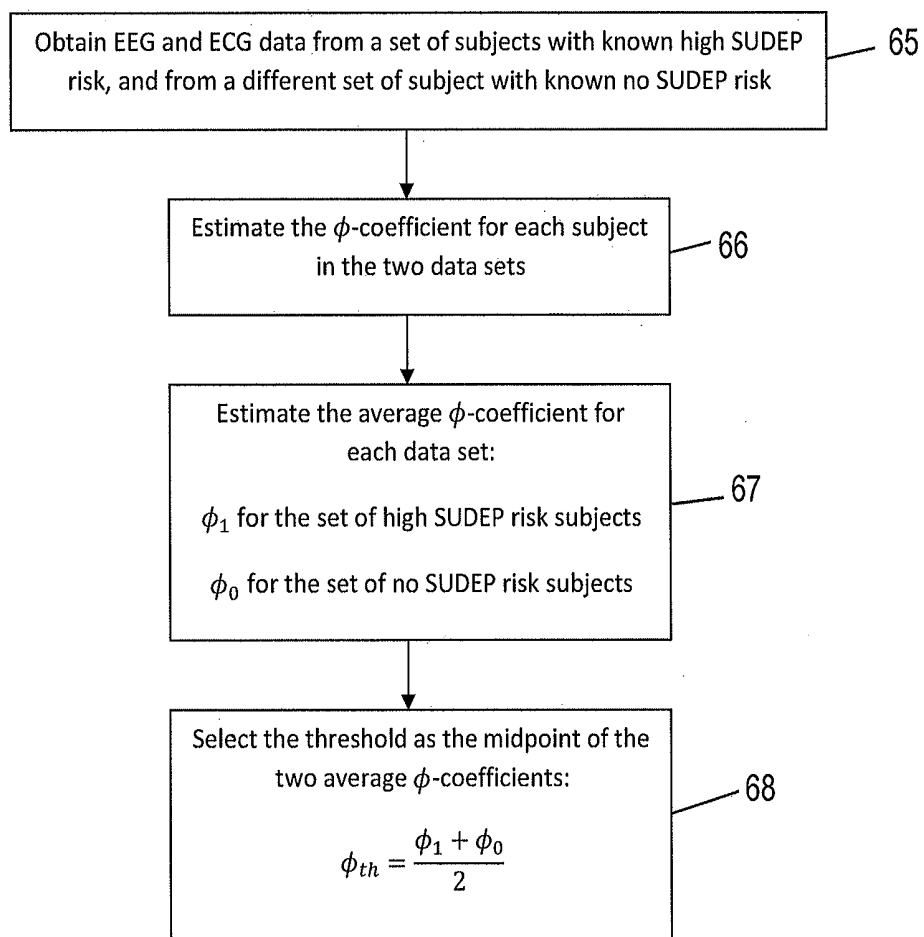 Obtain EEG and ECG data from a set of subjects with known high SUDEP
risk, and from a different set of subject with known no SUDEP risk
65
Estimate the ϕ-coefficient for each subject
in the two data sets
66
Estimate the average ϕ-coefficient for
each data set:
ϕ₁ for the set of high SUDEP risk subjects
ϕ₀ for the set of no SUDEP risk subjects
67
Select the threshold as the midpoint of the
two average ϕ-coefficients:
ϕ_th = (ϕ₁ + ϕ₀) / 2
68